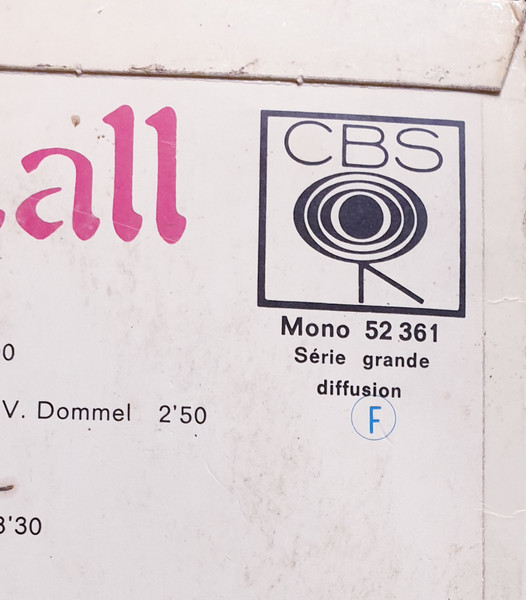 CBS
all
Mono 52 361
Série grande
diffusion
F
0
V. Dommel 2'50
3'30